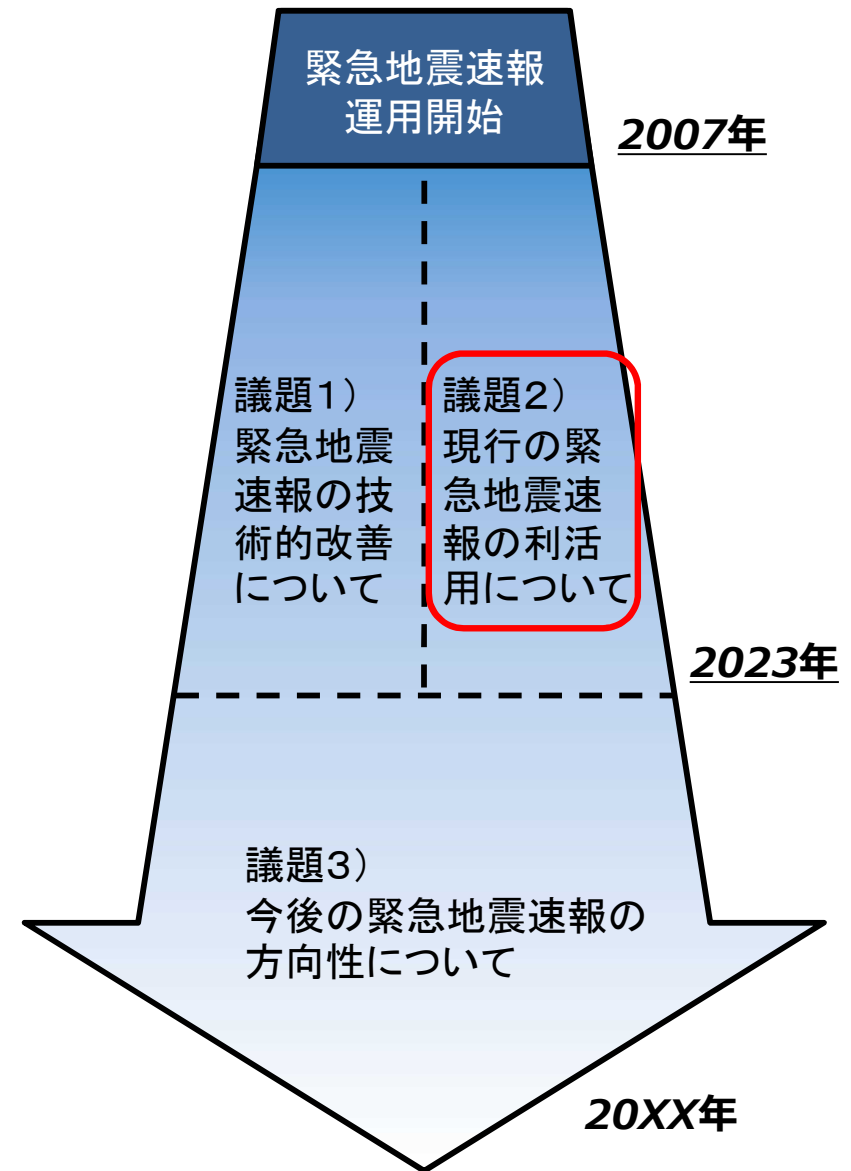 緊急地震速報
運用開始
2007年
議題１）
緊急地震
速報の技
術的改善
について
議題２）
現行の緊
急地震速
報の利活
用について
2023年
議題３）
今後の緊急地震速報の
方向性について
20XX年